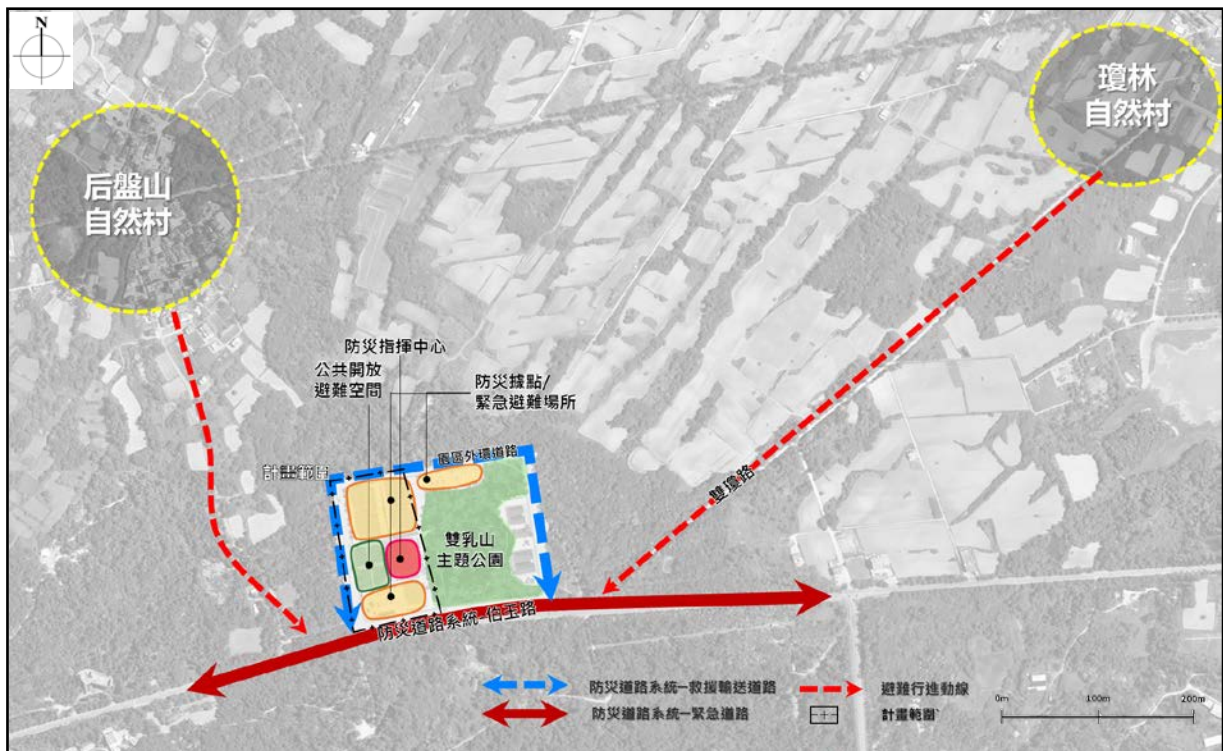 N
瓊林
自然村
后盤山
自然村
防災指揮中心
公共開放
避難空間
防災據點/
緊急避難場所
計畫範圍
園區外環道路
雙瓊路
雙乳山
主題公園
防災道路系統-伯玉路
防災道路系統—救援輸送道路
避難行進動線
0m 100m 200m
防災道路系統—緊急道路
計畫範圍`